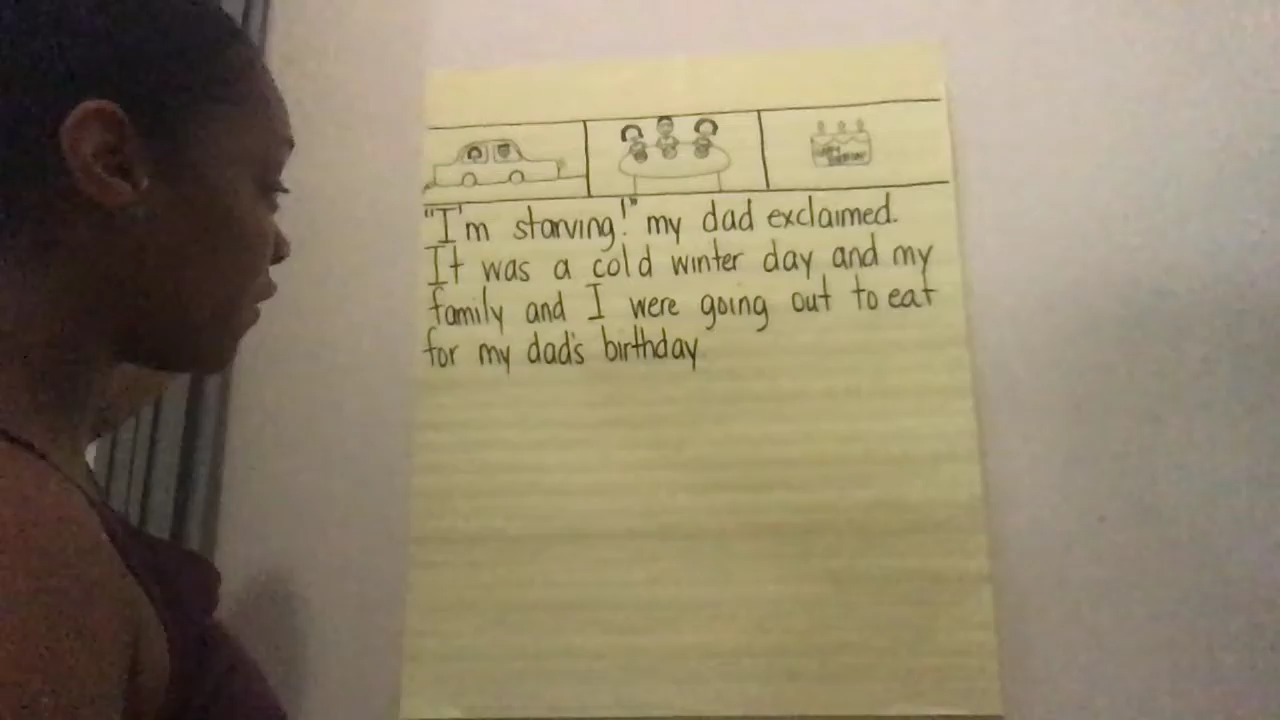 "I'm starving!" my dad exclaimed.
It was a cold winter day and my
family and I were going out to eat
for my dad's birthday